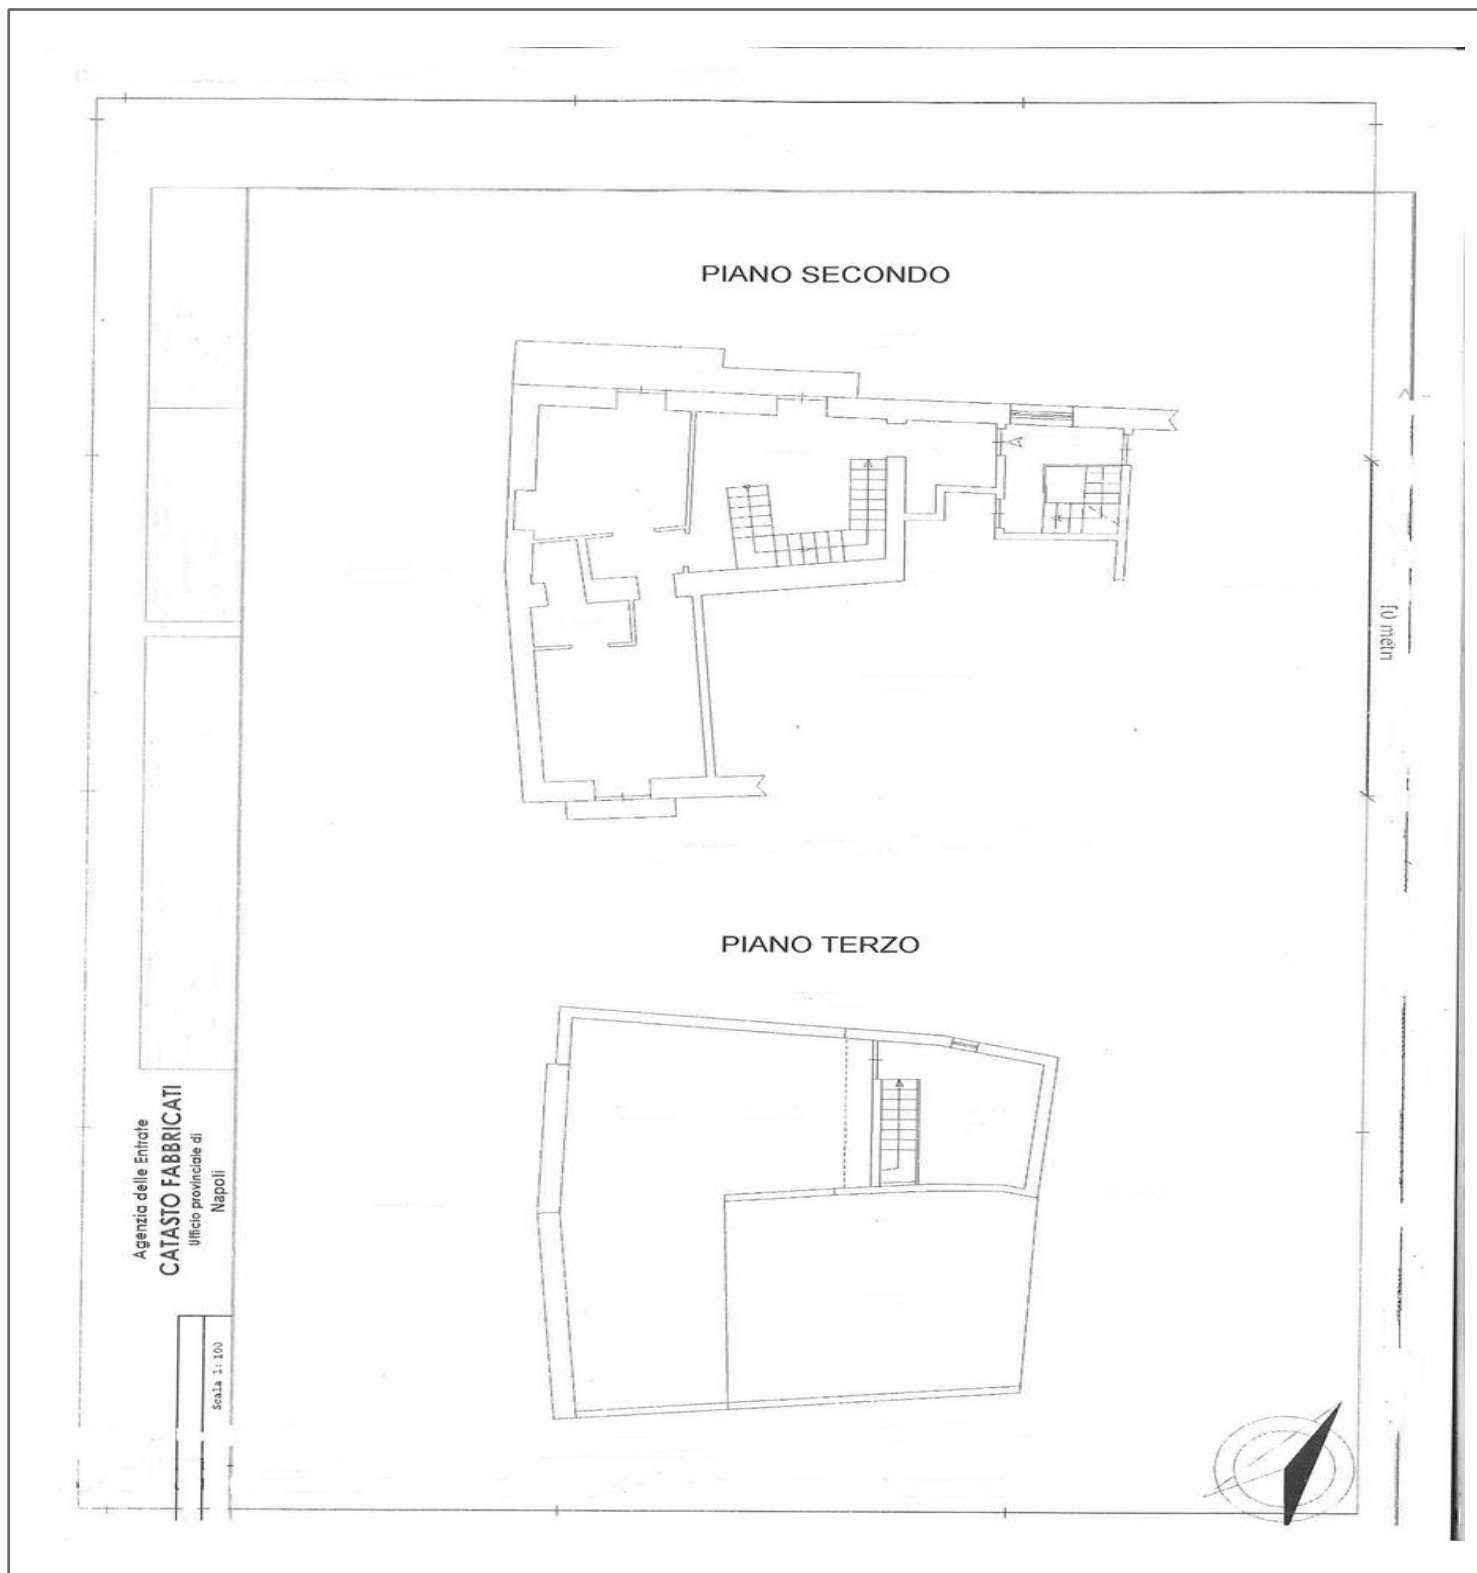 PIANO SECONDO
10 metri
PIANO TERZO
Agenzia delle Entrate
CATASTO FABBRICATI
Ufficio provinciale di
Napoli
Scala 1: 100